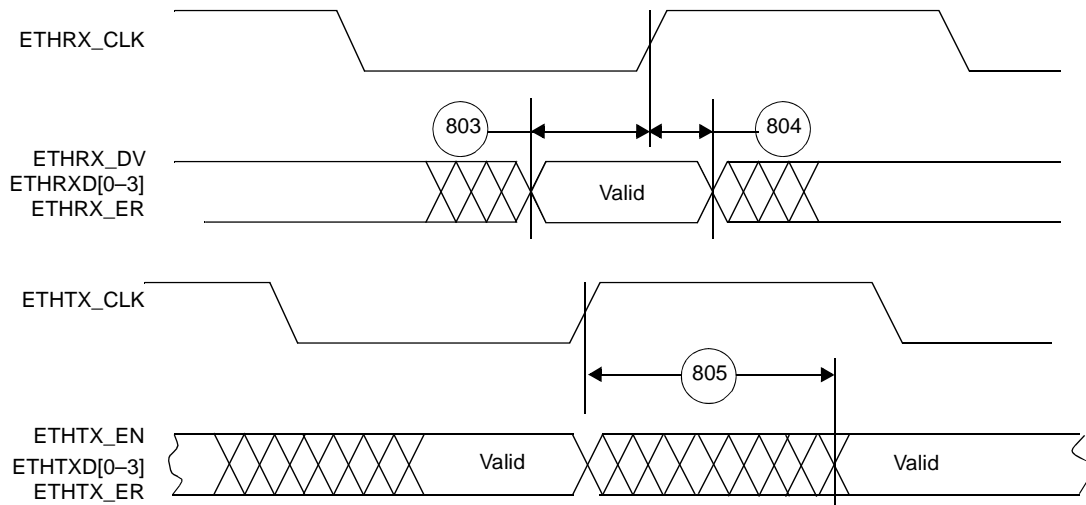 ETHRX_CLK
803
804
ETHRX_DV
ETHRXD[0–3]
ETHRX_ER
Valid
ETHTX_CLK
805
ETHTX_EN
ETHTXD[0–3]
ETHTX_ER
Valid
Valid